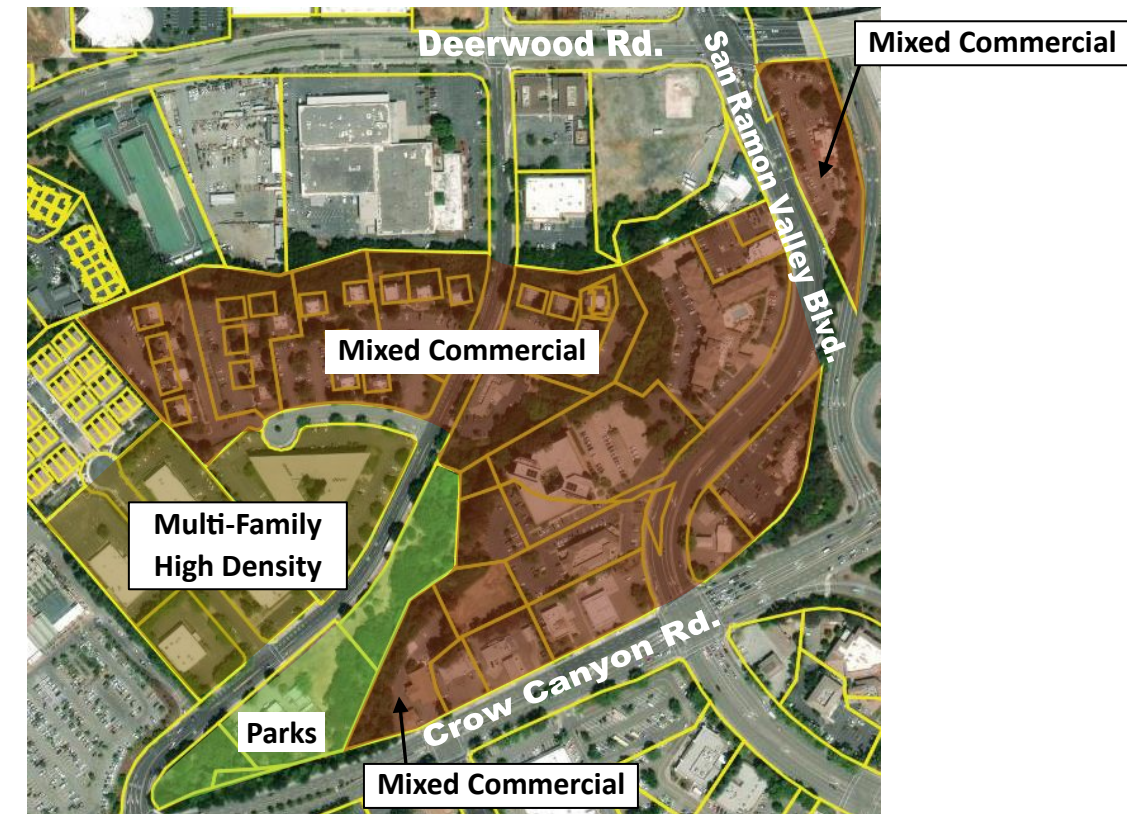 Deerwood Rd.
San Ramon Valley Blvd.
Mixed Commercial
Mixed Commercial
Multi-Family
High Density
Parks
Crow Canyon Rd.
Mixed Commercial